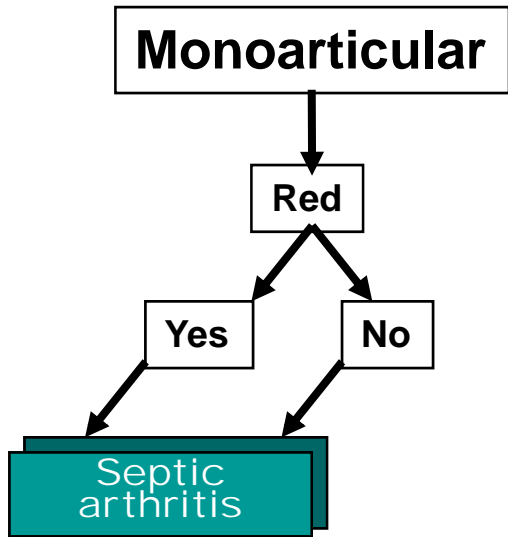 Monoarticular
Red
Yes
No
Septic
arthritis